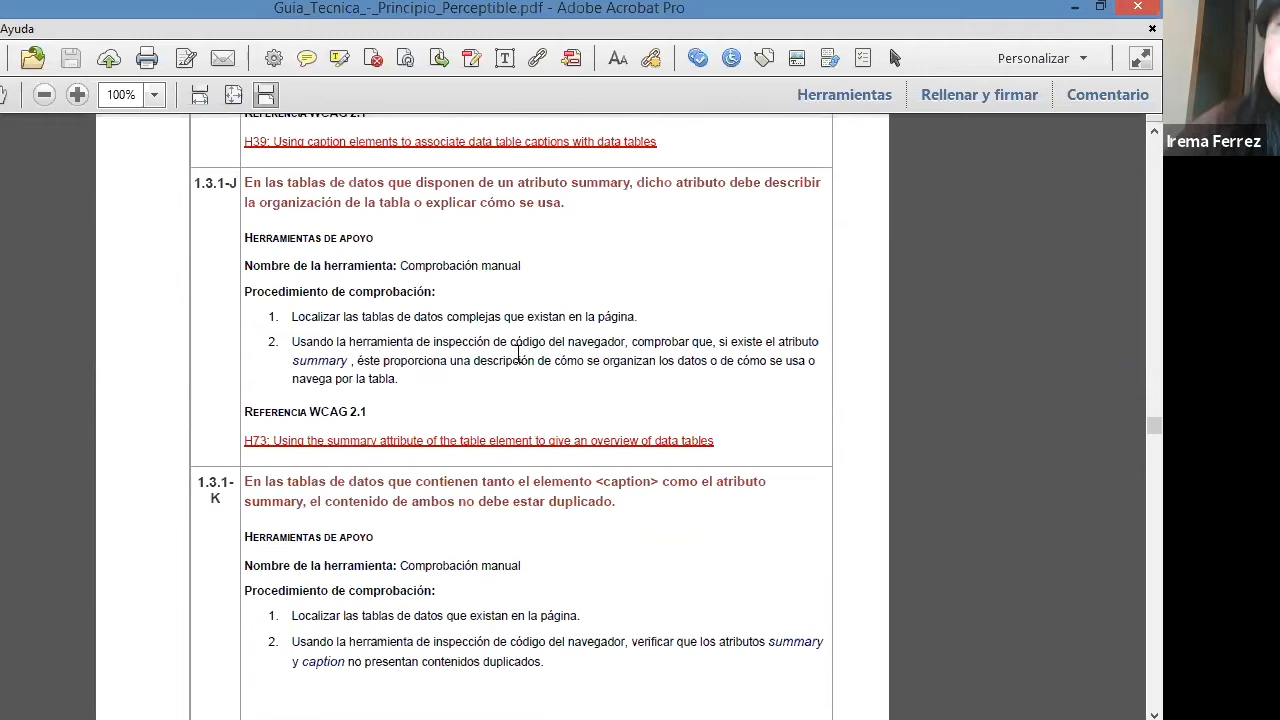 Guia_Tecnica_-_Principio_Perceptible.pdf - Adobe Acrobat Pro
Ayuda
Personalizar
100%
Herramientas
Rellenar y firmar
Comentario
Irema Ferrez
REFERENCIA WCAG 2.1
H39: Using caption elements to associate data table captions with data tables
1.3.1-J
En las tablas de datos que disponen de un atributo summary, dicho atributo debe describir
la organización de la tabla o explicar cómo se usa.
HERRAMIENTAS DE APOYO
Nombre de la herramienta: Comprobación manual
Procedimiento de comprobación:
1. Localizar las tablas de datos complejas que existan en la página.
2. Usando la herramienta de inspección de código del navegador, comprobar que, si existe el atributo
summary , éste proporciona una descripción de cómo se organizan los datos o de cómo se usa o
navega por la tabla.
REFERENCIA WCAG 2.1
H73: Using the summary attribute of the table element to give an overview of data tables
1.3.1-
K
En las tablas de datos que contienen tanto el elemento <caption> como el atributo
summary, el contenido de ambos no debe estar duplicado.
HERRAMIENTAS DE APOYO
Nombre de la herramienta: Comprobación manual
Procedimiento de comprobación:
1. Localizar las tablas de datos que existan en la página.
2. Usando la herramienta de inspección de código del navegador, verificar que los atributos summary
y caption no presentan contenidos duplicados.